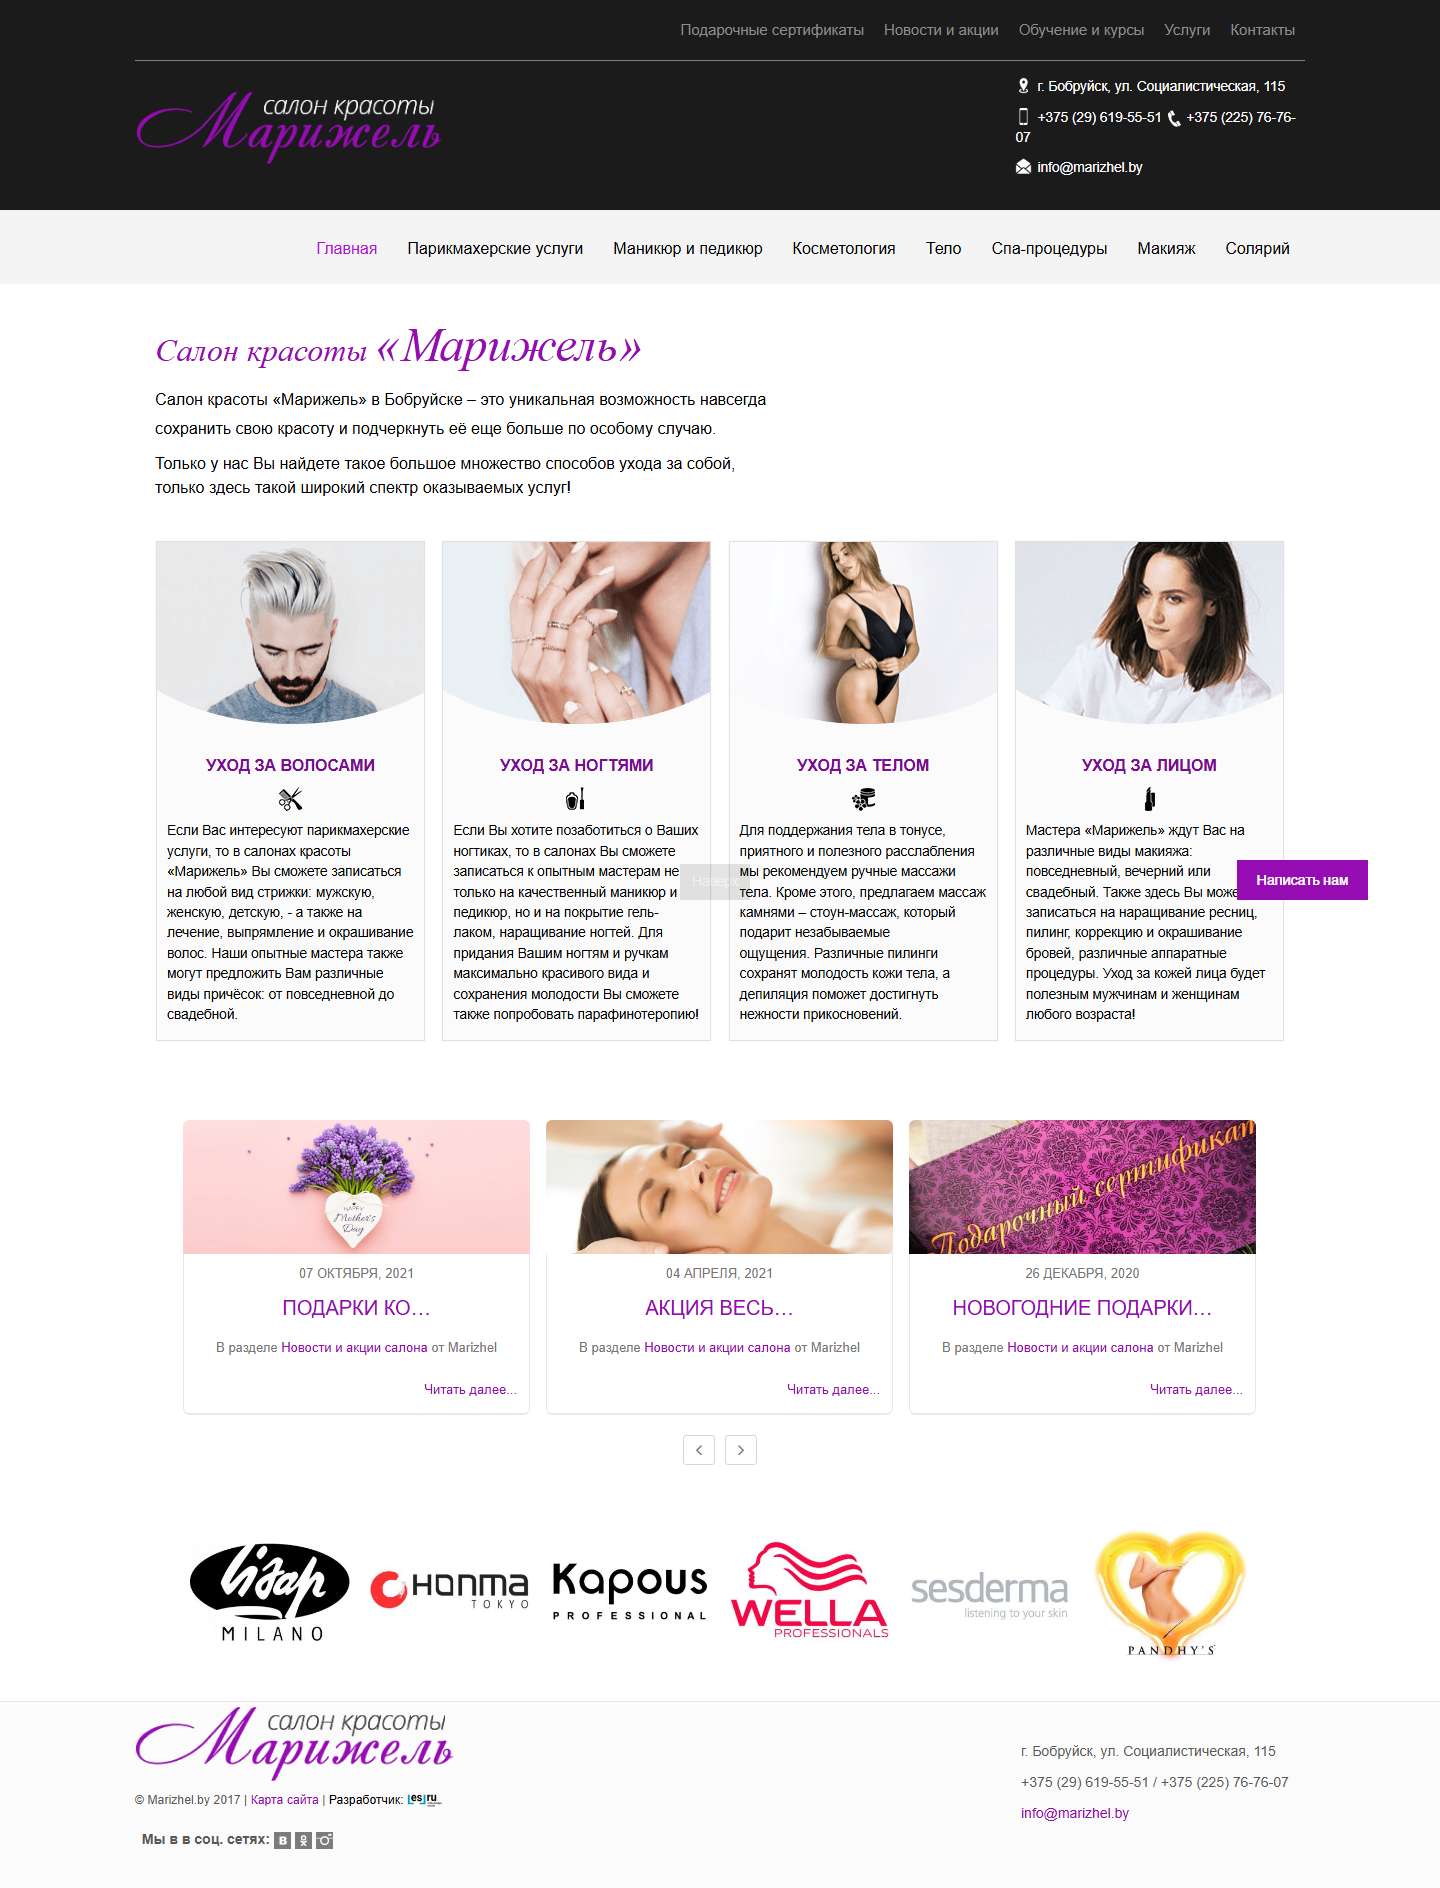 Подарочные сертификаты Новости и акции Обучение и курсы Услуги Контакты
салон красоты
Марижель
г. Бобруйск, ул. Социалистическая, 115
+375 (29) 619-55-51 +375 (225) 76-76-
07
info@marizhel.by
Главная Парикмахерские услуги Маникюр и педикюр Косметология Тело Спа-процедуры Макияж Солярий
Салон красоты «Марижель»
Салон красоты «Марижель» в Бобруйске – это уникальная возможность навсегда
сохранить свою красоту и подчеркнуть её еще больше по особому случаю.
Только у нас Вы найдете такое большое множество способов ухода за собой,
только здесь такой широкий спектр оказываемых услуг!
УХОД ЗА ВОЛОСАМИ
Если Вас интересуют парикмахерские
услуги, то в салонах красоты
«Марижель» Вы сможете записаться
на любой вид стрижки: мужскую,
женскую, детскую, - а также на
лечение, выпрямление и окрашивание
волос. Наши опытные мастера также
могут предложить Вам различные
виды причёсок: от повседневной до
свадебной.
УХОД ЗА НОГТЯМИ
Если Вы хотите позаботиться о Ваших
ногтиках, то в салонах Вы сможете
записаться к опытным мастерам не
только на качественный маникюр и
педикюр, но и на покрытие гель-
лаком, наращивание ногтей. Для
придания Вашим ногтям и ручкам
максимально красивого вида и
сохранения молодости Вы сможете
также попробовать парафинотеропию!
УХОД ЗА ТЕЛОМ
Для поддержания тела в тонусе,
приятного и полезного расслабления
мы рекомендуем ручные массажи
тела. Кроме этого, предлагаем массаж
камнями – стоун-массаж, который
подарит незабываемые
ощущения. Различные пилинги
сохранят молодость кожи тела, а
депиляция поможет достигнуть
нежности прикосновений.
УХОД ЗА ЛИЦОМ
Мастера «Марижель» ждут Вас на
различные виды макияжа:
повседневный, вечерний или
свадебный. Также здесь Вы може
записаться на наращивание ресниц,
пилинг, коррекцию и окрашивание
бровей, различные аппаратные
процедуры. Уход за кожей лица будет
полезным мужчинам и женщинам
любого возраста!
Наверх
Написать нам
HAPPY
Mother's
Day
07 ОКТЯБРЯ, 2021
ПОДАРКИ КО...
В разделе Новости и акции салона от Marizhel
Читать далее...
04 АПРЕЛЯ, 2021
АКЦИЯ ВЕСЬ...
В разделе Новости и акции салона от Marizhel
Читать далее...
Подарочный сертификат
26 ДЕКАБРЯ, 2020
НОВОГОДНИЕ ПОДАРКИ...
В разделе Новости и акции салона от Marizhel
Читать далее...
lisap
MILANO
HONMA
TOKYO
Kapous
PROFESSIONAL
WELLA
PROFESSIONALS
sesderma
listening to your skin
PANDHY'S
салон красоты
Марижель
© Marizhel.by 2017 | Карта сайта | Разработчик:
Мы в в соц. сетях:
г. Бобруйск, ул. Социалистическая, 115
+375 (29) 619-55-51 / +375 (225) 76-76-07
info@marizhel.by